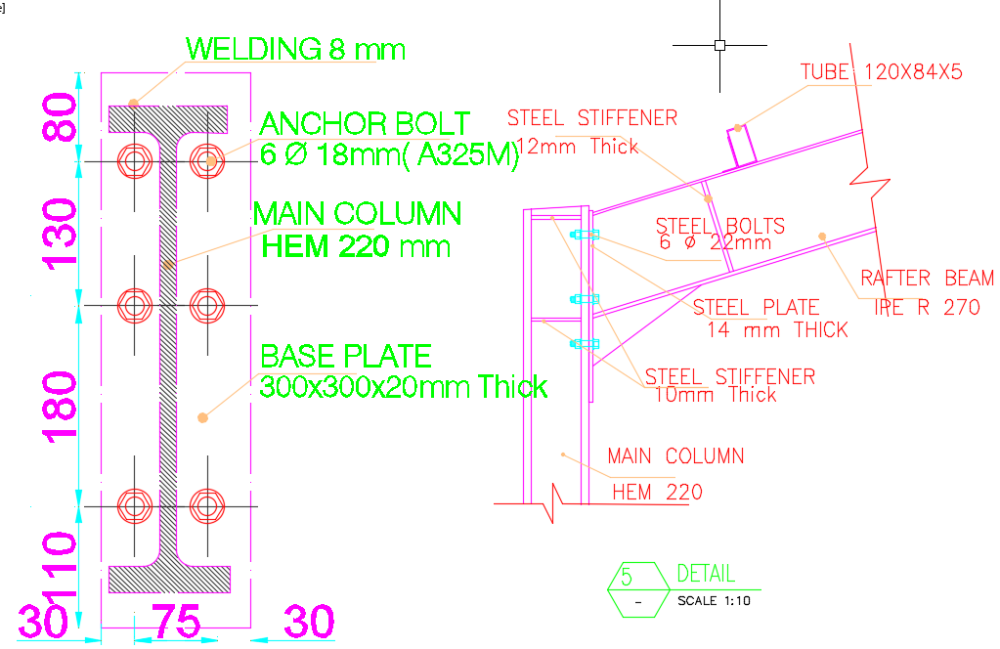 e]
WELDING 8 mm
80
ANCHOR BOLT
6 Ø 18mm( A325M)
130
MAIN COLUMN
HEM 220 mm
BASE PLATE
300x300x20mm Thick
180
110
30
75
30
TUBE 120X84X5
STEEL STIFFENER
12mm Thick
STEEL BOLTS
6 Ø 22mm
RAFTER BEAM
IPE R 270
STEEL PLATE
14 mm THICK
STEEL STIFFENER
10mm Thick
MAIN COLUMN
HEM 220
5
-
DETAIL
SCALE 1:10